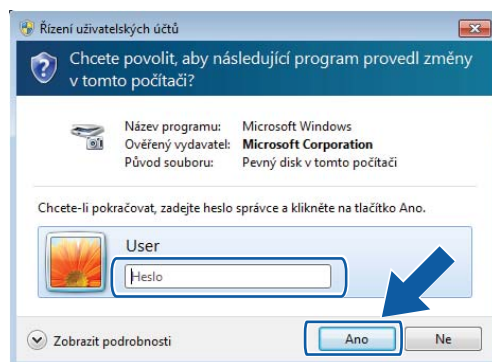 Řízení uživatelských účtů
Chcete povolit, aby následující program provedl změny
v tomto počítači?
Název programu: Microsoft Windows
Ověřený vydavatel: Microsoft Corporation
Původ souboru: Pevný disk v tomto počítači
Chcete-li pokračovat, zadejte heslo správce a klikněte na tlačítko Ano.
User
Heslo
Zobrazit podrobnosti
Ano
Ne